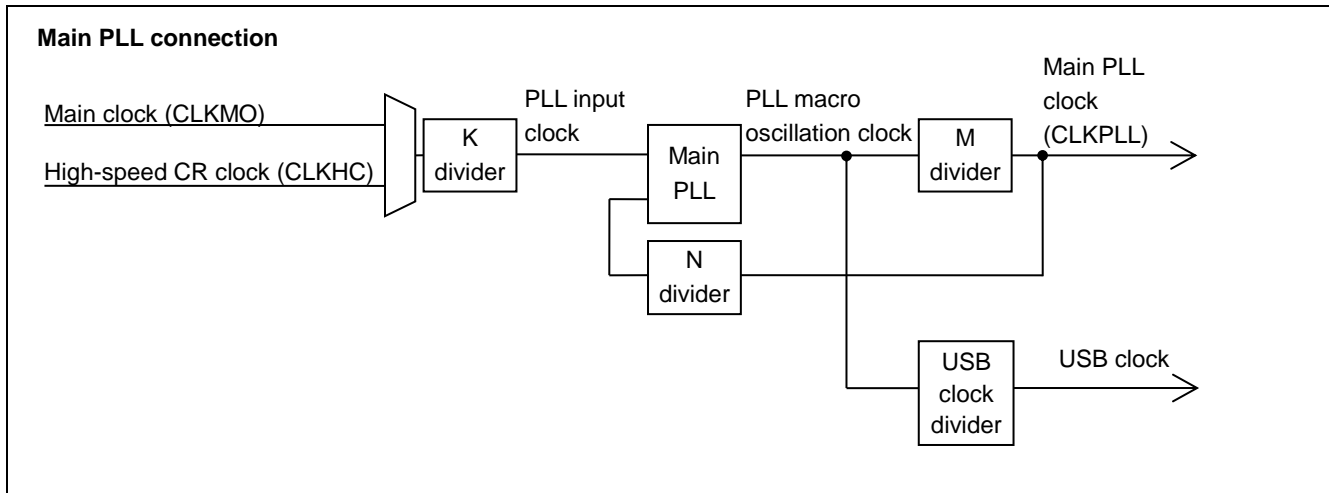 Main PLL connection
Main clock (CLKMO)
High-speed CR clock (CLKHC)
K
divider
PLL input
clock
Main
PLL
PLL macro
oscillation clock
M
divider
Main PLL
clock
(CLKPLL)
N
divider
USB
clock
divider
USB clock